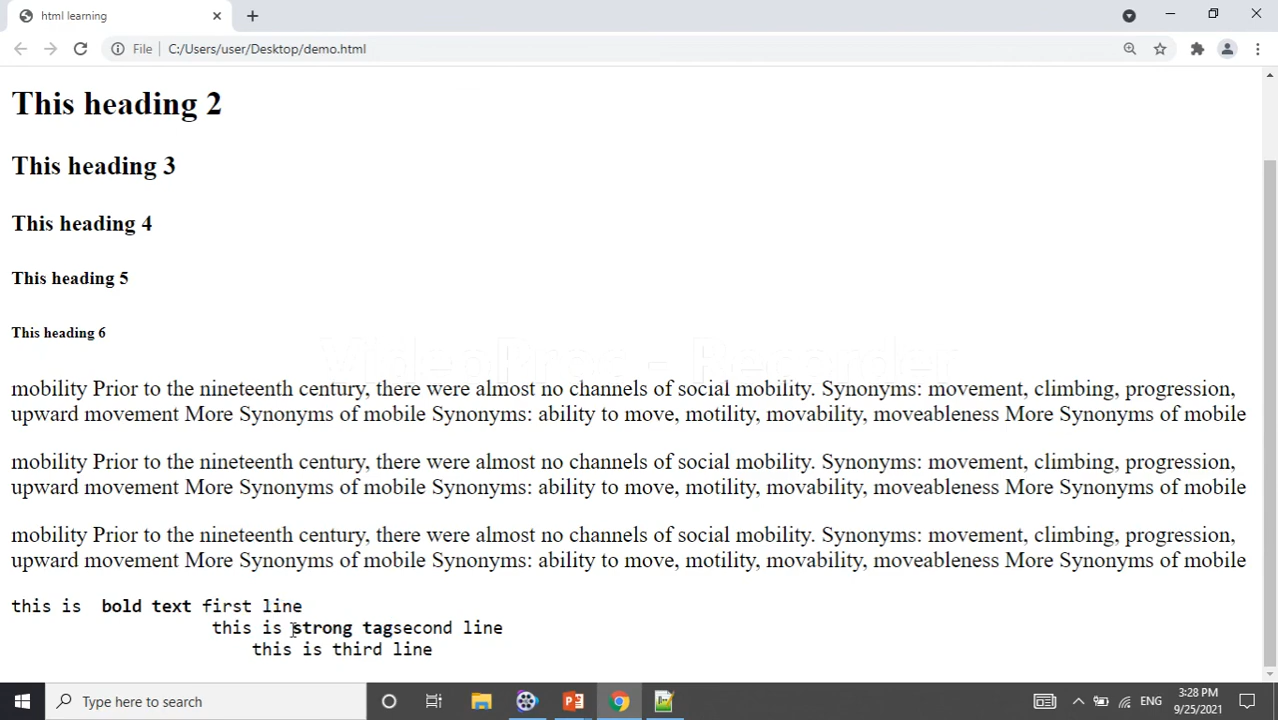 html learning
File
C:/Users/user/Desktop/demo.html
This heading 2
This heading 3
This heading 4
This heading 5
This heading 6
VideoProc - Recorder
mobility Prior to the nineteenth century, there were almost no channels of social mobility. Synonyms: movement, climbing, progression,
upward movement More Synonyms of mobile Synonyms: ability to move, motility, movability, moveableness More Synonyms of mobile
mobility Prior to the nineteenth century, there were almost no channels of social mobility. Synonyms: movement, climbing, progression,
upward movement More Synonyms of mobile Synonyms: ability to move, motility, movability, moveableness More Synonyms of mobile
mobility Prior to the nineteenth century, there were almost no channels of social mobility. Synonyms: movement, climbing, progression,
upward movement More Synonyms of mobile Synonyms: ability to move, motility, movability, moveableness More Synonyms of mobile
this is  bold text first line
this is strong tagsecond line
this is third line
Type here to search
ENG
3:28 PM
9/25/2021